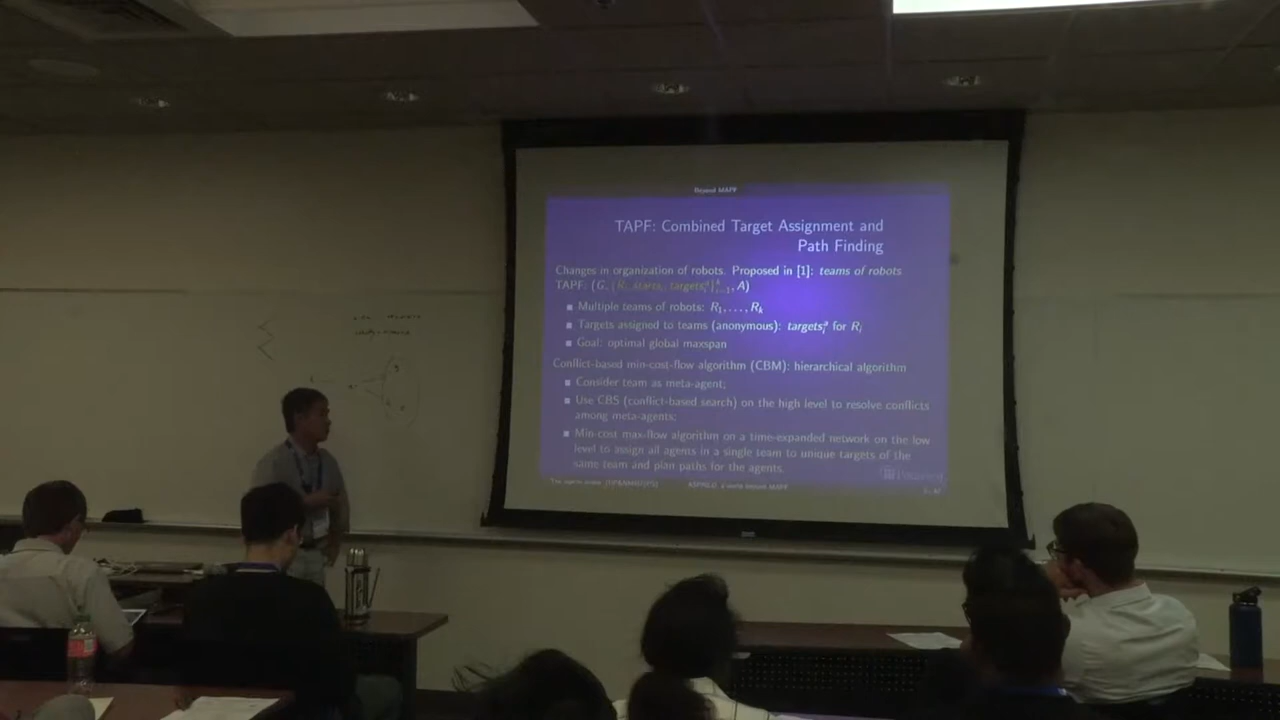 Beyond MAPF
TAPF: Combined Target Assignment and
Path Finding
Changes in organization of robots. Proposed in [1]: teams of robots
TAPF: (G, {R, starts, targets
, A)
Multiple teams of robots: R₁, . . . , Rₖ
Targets assigned to teams (anonymous): targetsᵢᵃ for Rᵢ
Goal: optimal global maxspan
Conflict-based min-cost-flow algorithm (CBM): hierarchical algorithm
Consider team as meta-agent;
Use CBS (conflict-based search) on the high level to resolve conflicts
among meta-agents;
Min-cost max-flow algorithm on a time-expanded network on the low
level to assign all agents in a single team to unique targets of the
same team and plan paths for the agents.
MAPF